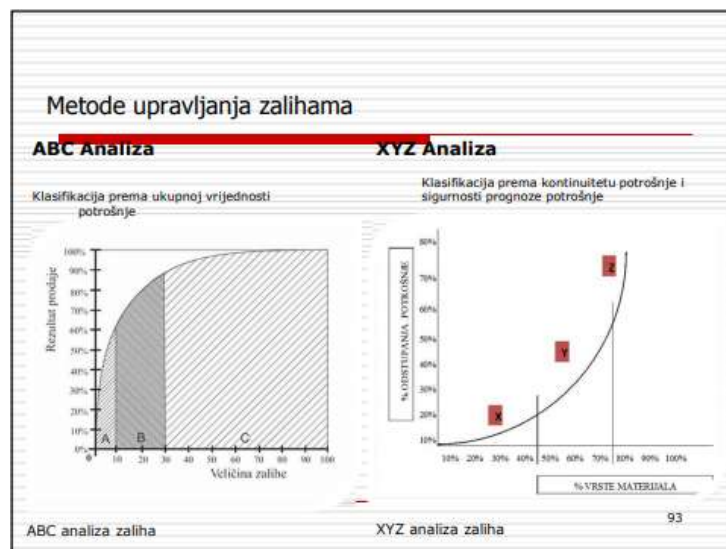 Metode upravljanja zalihama
ABC Analiza
Klasifikacija prema ukupnoj vrijednosti
potrošnje
Rezultat prodaje
100%
90%
80%
70%
60%
50%
40%
30%
20%
10%
0%
A
B
C
0 10 20 30 40 50 60 70 80 90 100
Veličina zalihe
ABC analiza zaliha
XYZ Analiza
Klasifikacija prema kontinuitetu potrošnje i
sigurnosti prognoze potrošnje
% ODSTUPANJA POTROŠNJE
80%
70%
60%
50%
40%
30%
20%
10%
Z
Y
X
10% 20% 30% 40% 50% 60% 70% 80% 90% 100%
% VRSTE MATERIJALA
XYZ analiza zaliha
93